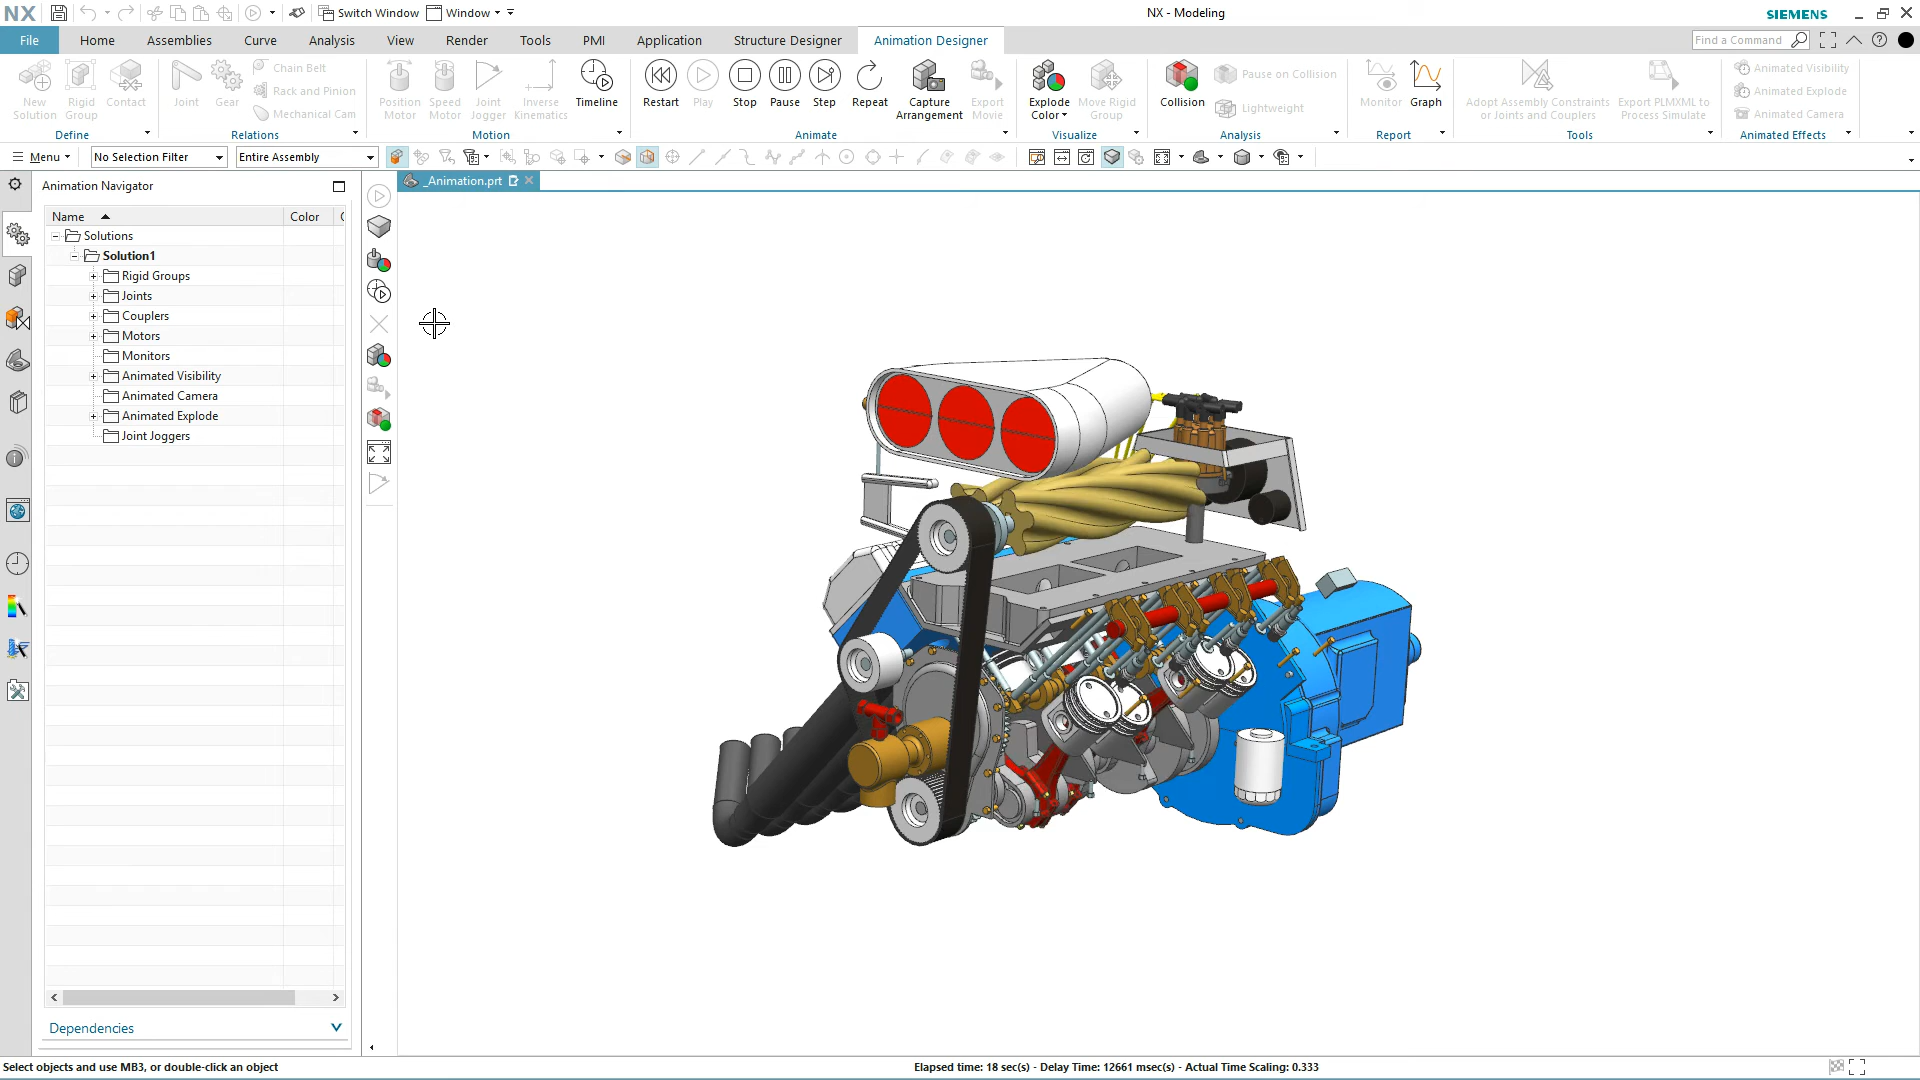 NX Switch Window Window NX - Modeling SIEMENS
File Home Assemblies Curve Analysis View Render Tools PMI Application Structure Designer Animation Designer Find a Command
New Solution Rigid Group Contact Joint Gear Chain Belt Rack and Pinion Mechanical Cam Position Motor Speed Motor Joint Jogger Inverse Kinematics Timeline Restart Play Stop Pause Step Repeat Capture Arrangement Export Movie Explode Color Move Rigid Group Collision Pause on Collision Lightweight Monitor Graph Adopt Assembly Constraints or Joints and Couplers Export PLMXML to Process Simulate Animated Visibility Animated Explode Animated Camera
Define Relations Motion Animate Visualize Analysis Report Tools Animated Effects
Menu No Selection Filter Entire Assembly
Animation Navigator _Animation.prt
Name Color
Solutions
Solution1
Rigid Groups
Joints
Couplers
Motors
Monitors
Animated Visibility
Animated Camera
Animated Explode
Joint Joggers
Dependencies
Select objects and use MB3, or double-click an object Elapsed time: 18 sec(s) - Delay Time: 12661 msec(s) - Actual Time Scaling: 0.333